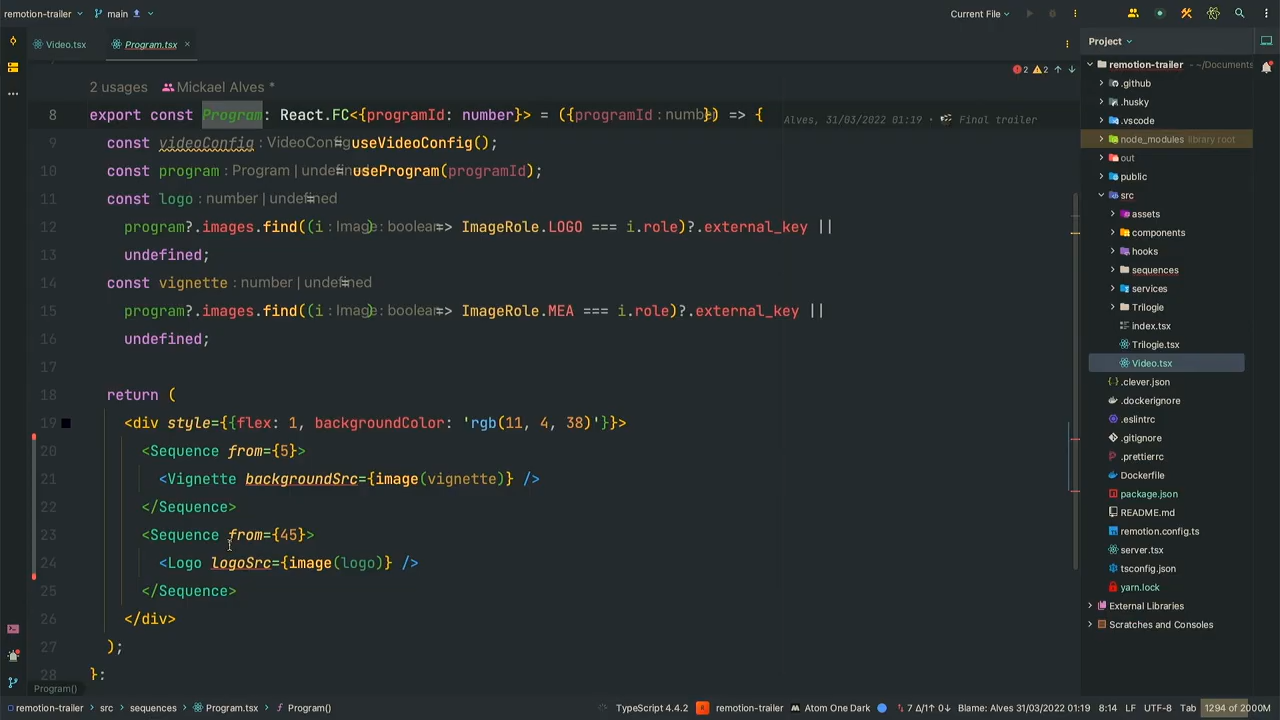 remotion-trailer
main
Current File
Video.tsx
Program.tsx
Project
2 usages Mickael Alves *
2 2
8 export const Program: React.FC<{programId: number}> = ({programId : number}) => { Alves, 31/03/2022 01:19 • Final trailer
9 const videoConfig : VideoConfig = useVideoConfig();
10 const program : Program | undefined = useProgram(programId);
11 const logo : number | undefined =
12 program?.images.find((i : Image ) : boolean => ImageRole.LOGO === i.role)?.external_key ||
13 undefined;
14 const vignette : number | undefined =
15 program?.images.find((i : Image ) : boolean => ImageRole.MEA === i.role)?.external_key ||
16 undefined;
17
18 return (
19 <div style={{flex: 1, backgroundColor: 'rgb(11, 4, 38)'}}>
20 <Sequence from={5}>
21 <Vignette backgroundSrc={image(vignette)} />
22 </Sequence>
23 <Sequence from={45}>
24 <Logo logoSrc={image(logo)} />
25 </Sequence>
26 </div>
27 );
28 };
Program()
remotion-trailer ~/Documents
.github
.husky
.vscode
node_modules library root
out
public
src
assets
components
hooks
sequences
services
Trilogie
index.tsx
Trilogie.tsx
Video.tsx
.clever.json
.dockerignore
.eslintrc
.gitignore
.prettierrc
Dockerfile
package.json
README.md
remotion.config.ts
server.tsx
tsconfig.json
yarn.lock
External Libraries
Scratches and Consoles
remotion-trailer > src > sequences > Program.tsx > Program()
TypeScript 4.4.2 remotion-trailer Atom One Dark 7 ∆/1↑ 0↓ Blame: Alves 31/03/2022 01:19 8:14 LF UTF-8 Tab 1294 of 2000M